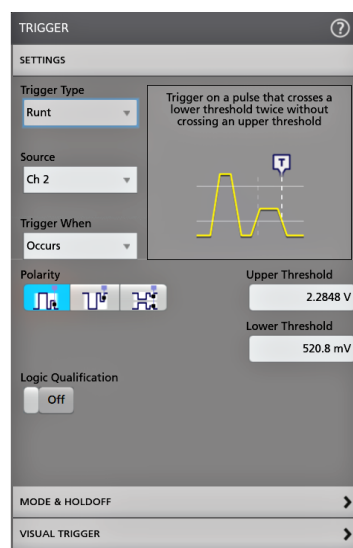 TRIGGER
?
SETTINGS
Trigger Type
Runt
Trigger on a pulse that crosses a
lower threshold twice without
crossing an upper threshold
T
Source
Ch 2
Trigger When
Occurs
Polarity
Upper Threshold
2.2848 V
Lower Threshold
520.8 mV
Logic Qualification
Off
MODE & HOLDOFF
VISUAL TRIGGER